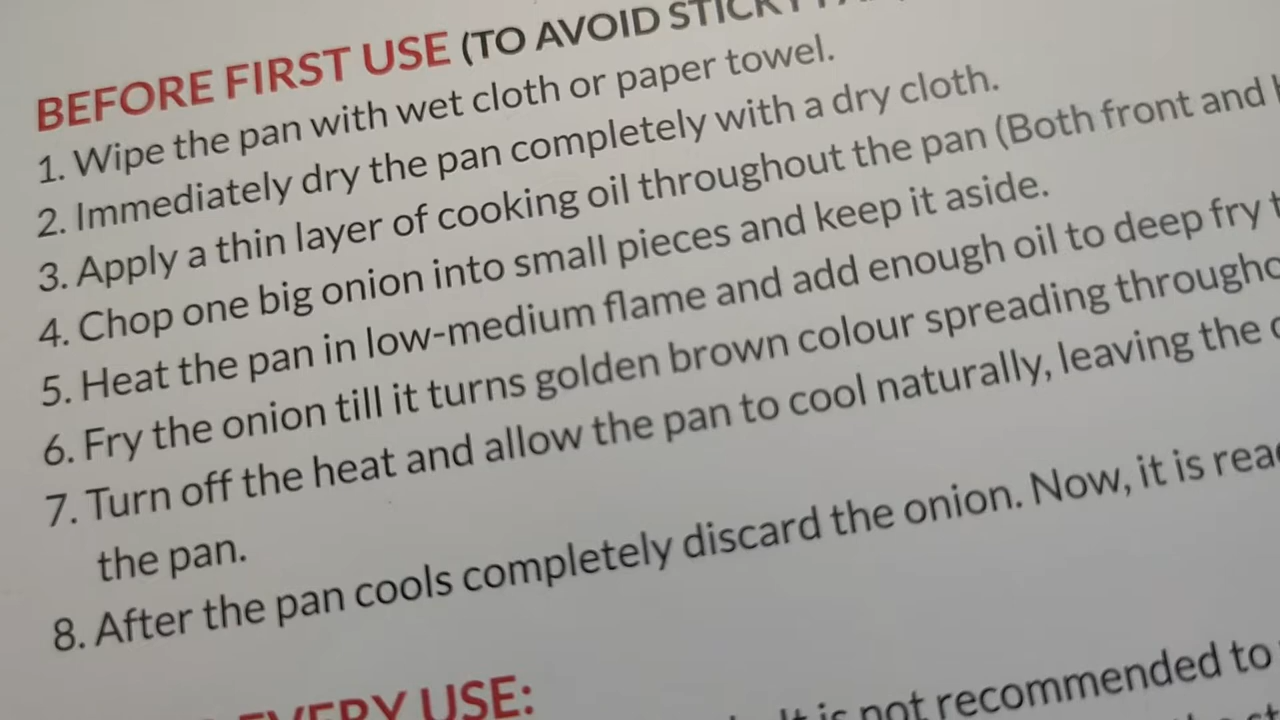 BEFORE FIRST USE (TO AVOID STICKY
1. Wipe the pan with wet cloth or paper towel.
2. Immediately dry the pan completely with a dry cloth.
3. Apply a thin layer of cooking oil throughout the pan (Both front and
4. Chop one big onion into small pieces and keep it aside.
5. Heat the pan in low-medium flame and add enough oil to deep fry
6. Fry the onion till it turns golden brown colour spreading
7. Turn off the heat and allow the pan to cool naturally, leaving the
the pan.
8. After the pan cools completely discard the onion. Now, it is
EVERY USE:
It is not recommended to